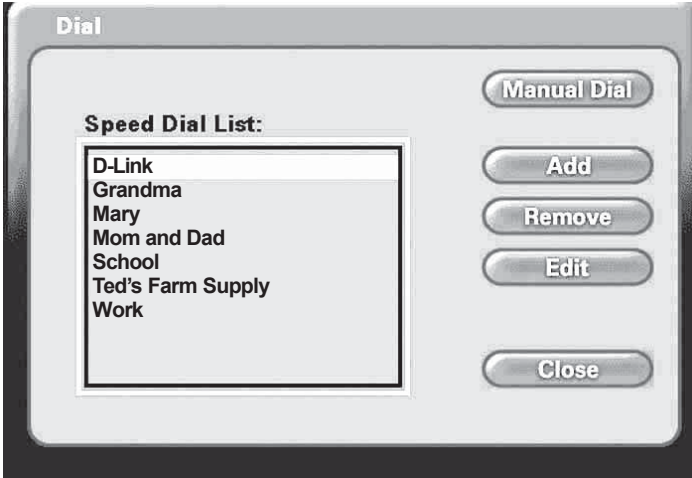 Dial
Manual Dial
Speed Dial List:
D-Link
Grandma
Mary
Mom and Dad
School
Ted’s Farm Supply
Work
Add
Remove
Edit
Close